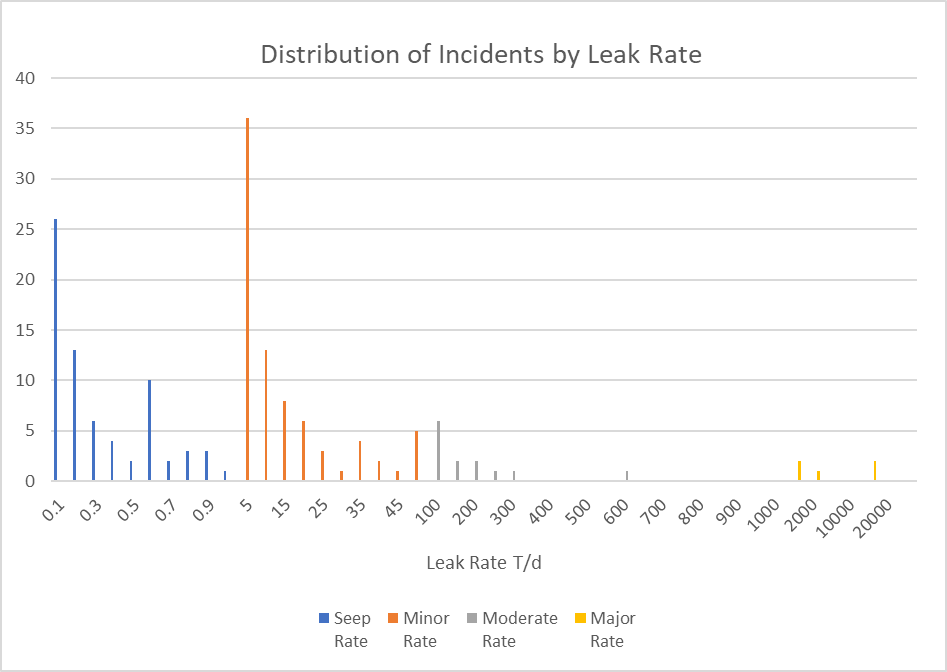 Distribution of Incidents by Leak Rate
40
35
30
25
20
15
10
5
0
0.1 0.3 0.5 0.7 0.9 5 15 25 35 45 100 200 300 400 500 600 700 800 900 1000 2000 10000 20000
Leak Rate T/d
Seep Rate
Minor Rate
Moderate Rate
Major Rate